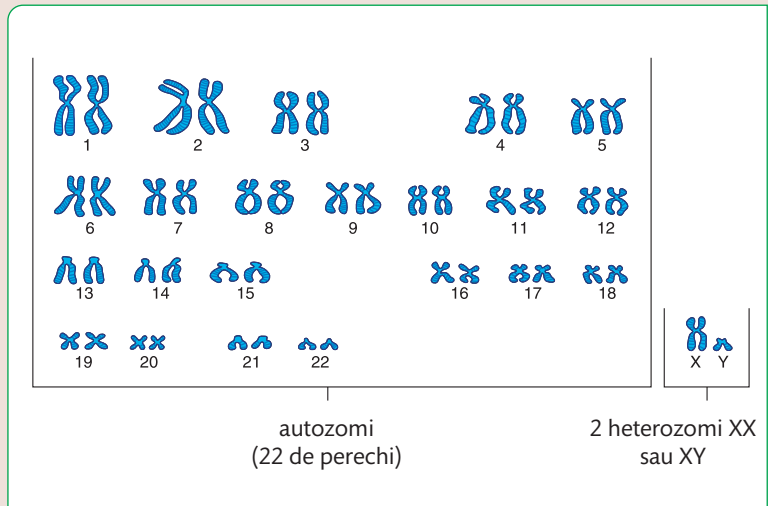 1 2 3 4 5
6 7 8 9 10 11 12
13 14 15 16 17 18
19 20 21 22
X Y
autozomi
(22 de perechi)
2 heterozomi XX
sau XY